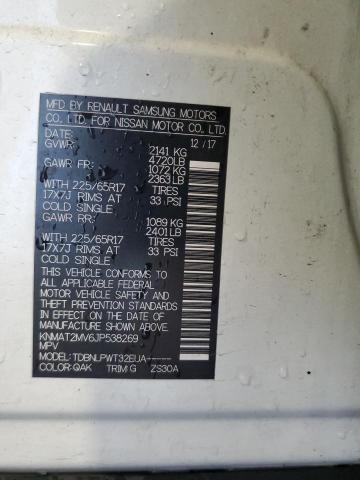 MFD BY RENAULT SAMSUNG MOTORS
CO. LTD. FOR NISSAN MOTOR CO. LTD.
DATE: 12/17
GVWR: 2141 KG
4720LB
GAWR FR: 1072 KG
2363LB
WITH 225/65R17 TIRES
17X7J RIMS AT 33 PSI
COLD SINGLE
GAWR RR: 1089 KG
2401LB
WITH 225/65R17 TIRES
17X7J RIMS AT 33 PSI
COLD SINGLE
THIS VEHICLE CONFORMS TO
ALL APPLICABLE FEDERAL
MOTOR VEHICLE SAFETY AND
THEFT PREVENTION STANDARDS
IN EFFECT ON THE DATE OF
MANUFACTURE SHOWN ABOVE.
KNMAT2MV6JP538269
MPV
MODEL: TDBNLPWT32EUA------
COLOR: QAK TRIM G ZS30A